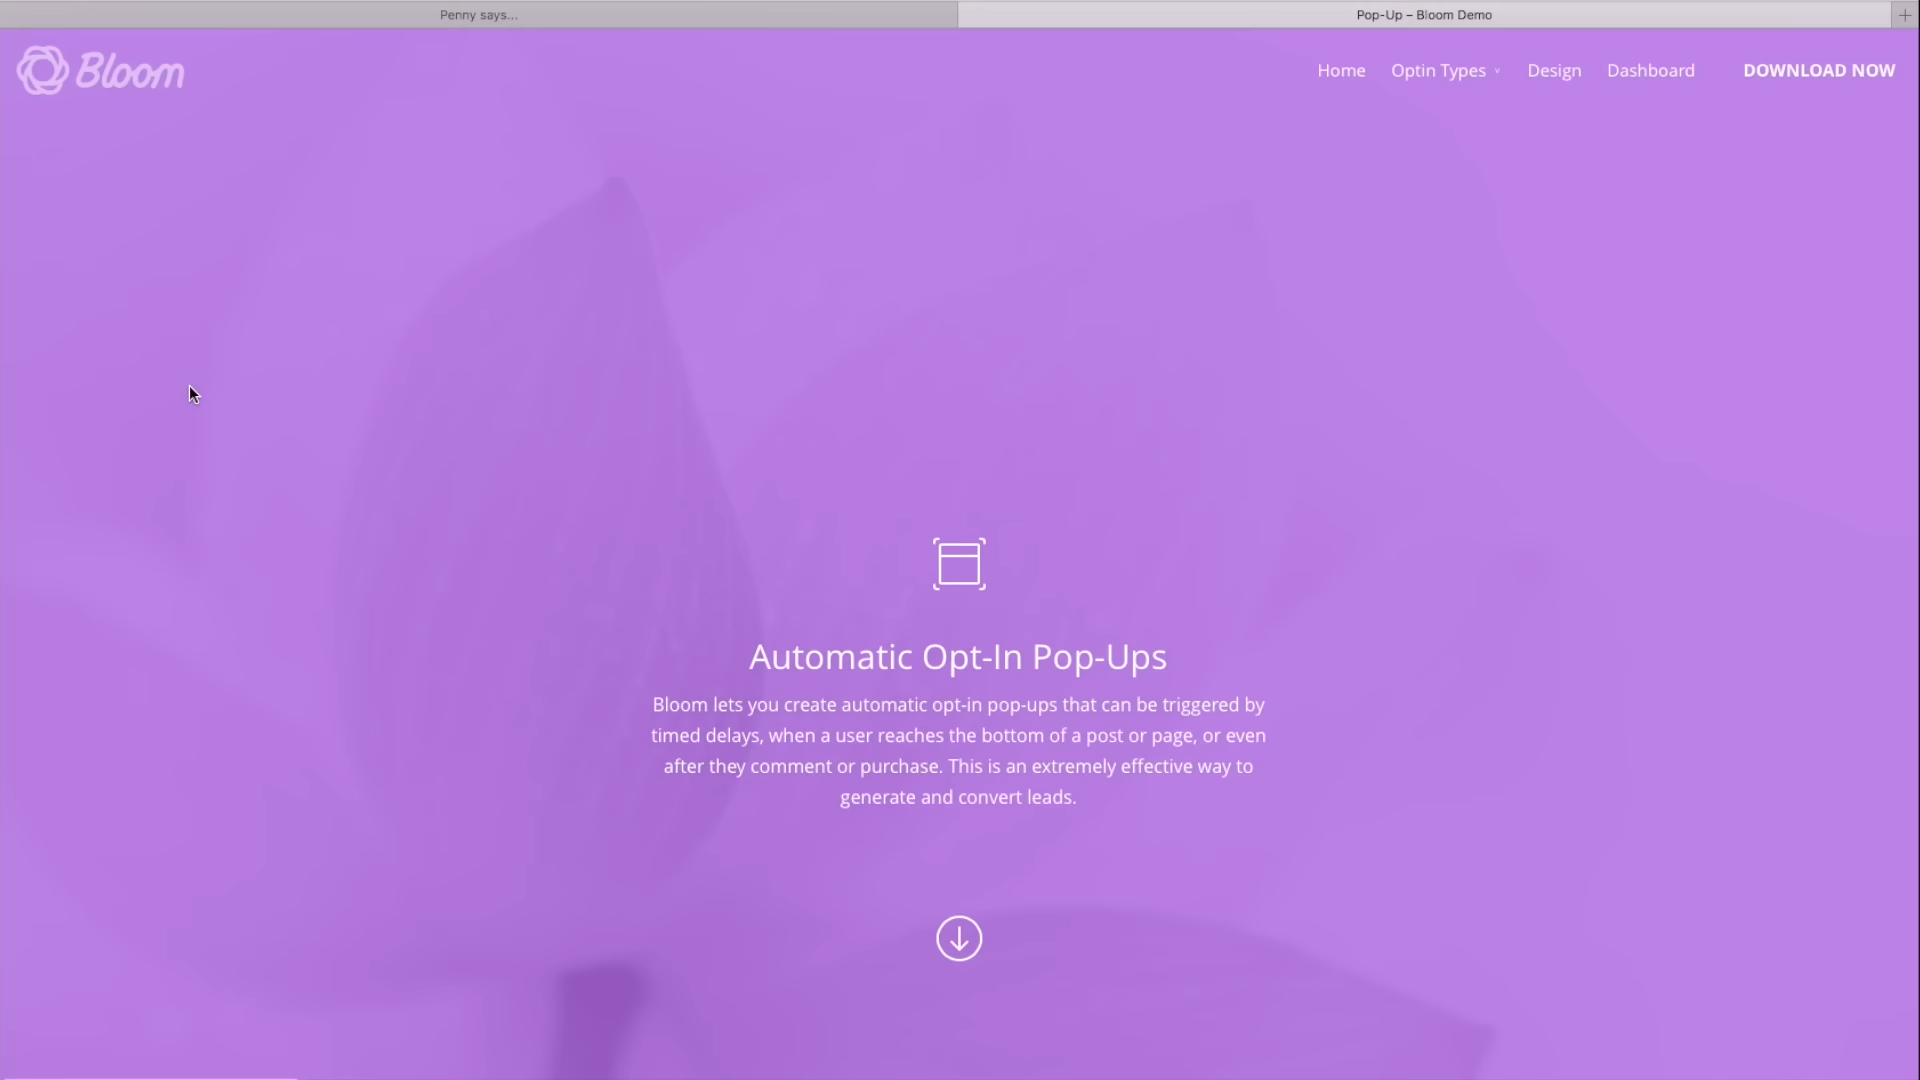 Penny says...
Pop-Up – Bloom Demo
Bloom
Home
Optin Types
Design
Dashboard
DOWNLOAD NOW
Automatic Opt-In Pop-Ups
Bloom lets you create automatic opt-in pop-ups that can be triggered by
timed delays, when a user reaches the bottom of a post or page, or even
after they comment or purchase. This is an extremely effective way to
generate and convert leads.